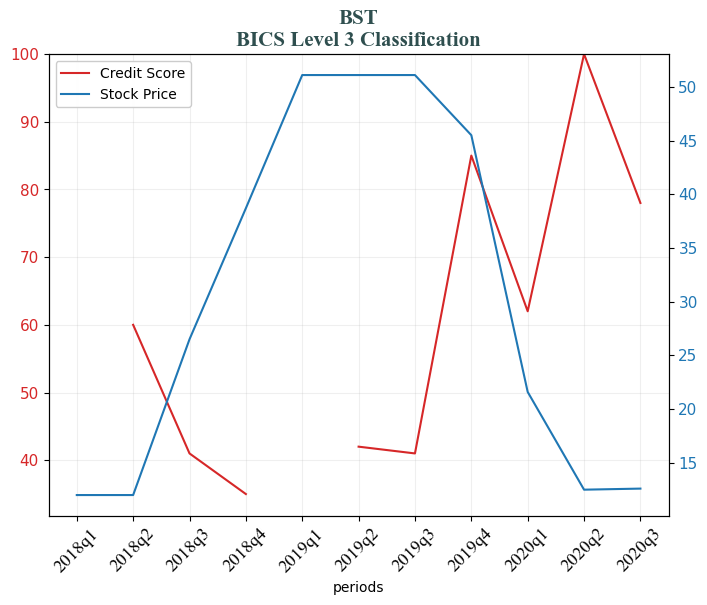 BST
BICS Level 3 Classification
Credit Score
Stock Price
100
90
80
70
60
50
40
50
45
40
35
30
25
20
15
2018q1
2018q2
2018q3
2018q4
2019q1
2019q2
2019q3
2019q4
2020q1
2020q2
2020q3
periods